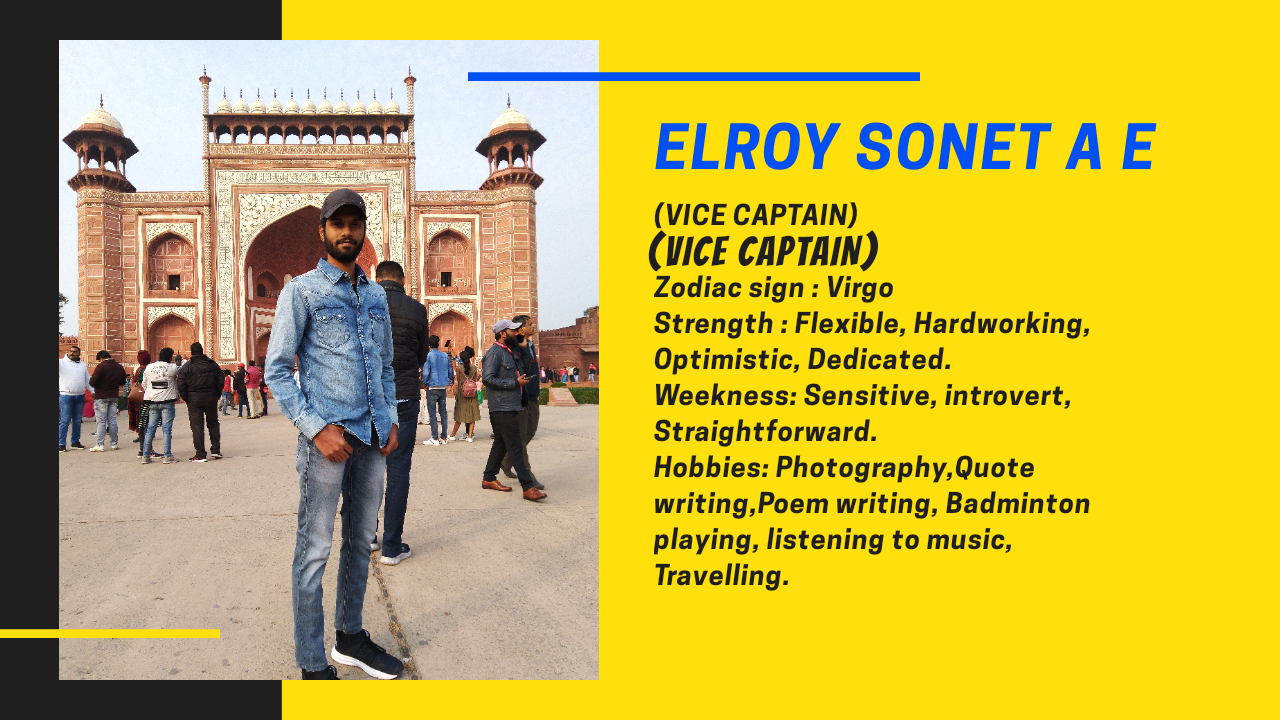 ELROY SONET A E
(VICE CAPTAIN)
(VICE CAPTAIN)
Zodiac sign : Virgo
Strength : Flexible, Hardworking,
Optimistic, Dedicated.
Weekness: Sensitive, introvert,
Straightforward.
Hobbies: Photography,Quote
writing,Poem writing, Badminton
playing, listening to music,
Travelling.